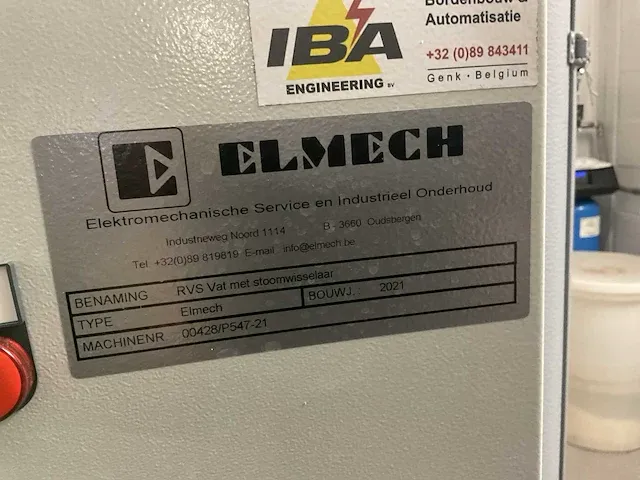 Bordenbouw &
Automatisatie
IBA
ENGINEERING BV
+32 (0)89 843411
Genk · Belgium
ELMECH
Elektromechanische Service en Industrieel Onderhoud
Industrieweg Noord 1114 B - 3660 Oudsbergen
Tel. +32(0)89 819819 E-mail. info@elmech.be
BENAMING RVS Vat met stoomwisselaar
TYPE Elmech BOUWJ.: 2021
MACHINENR 00428/P547-21